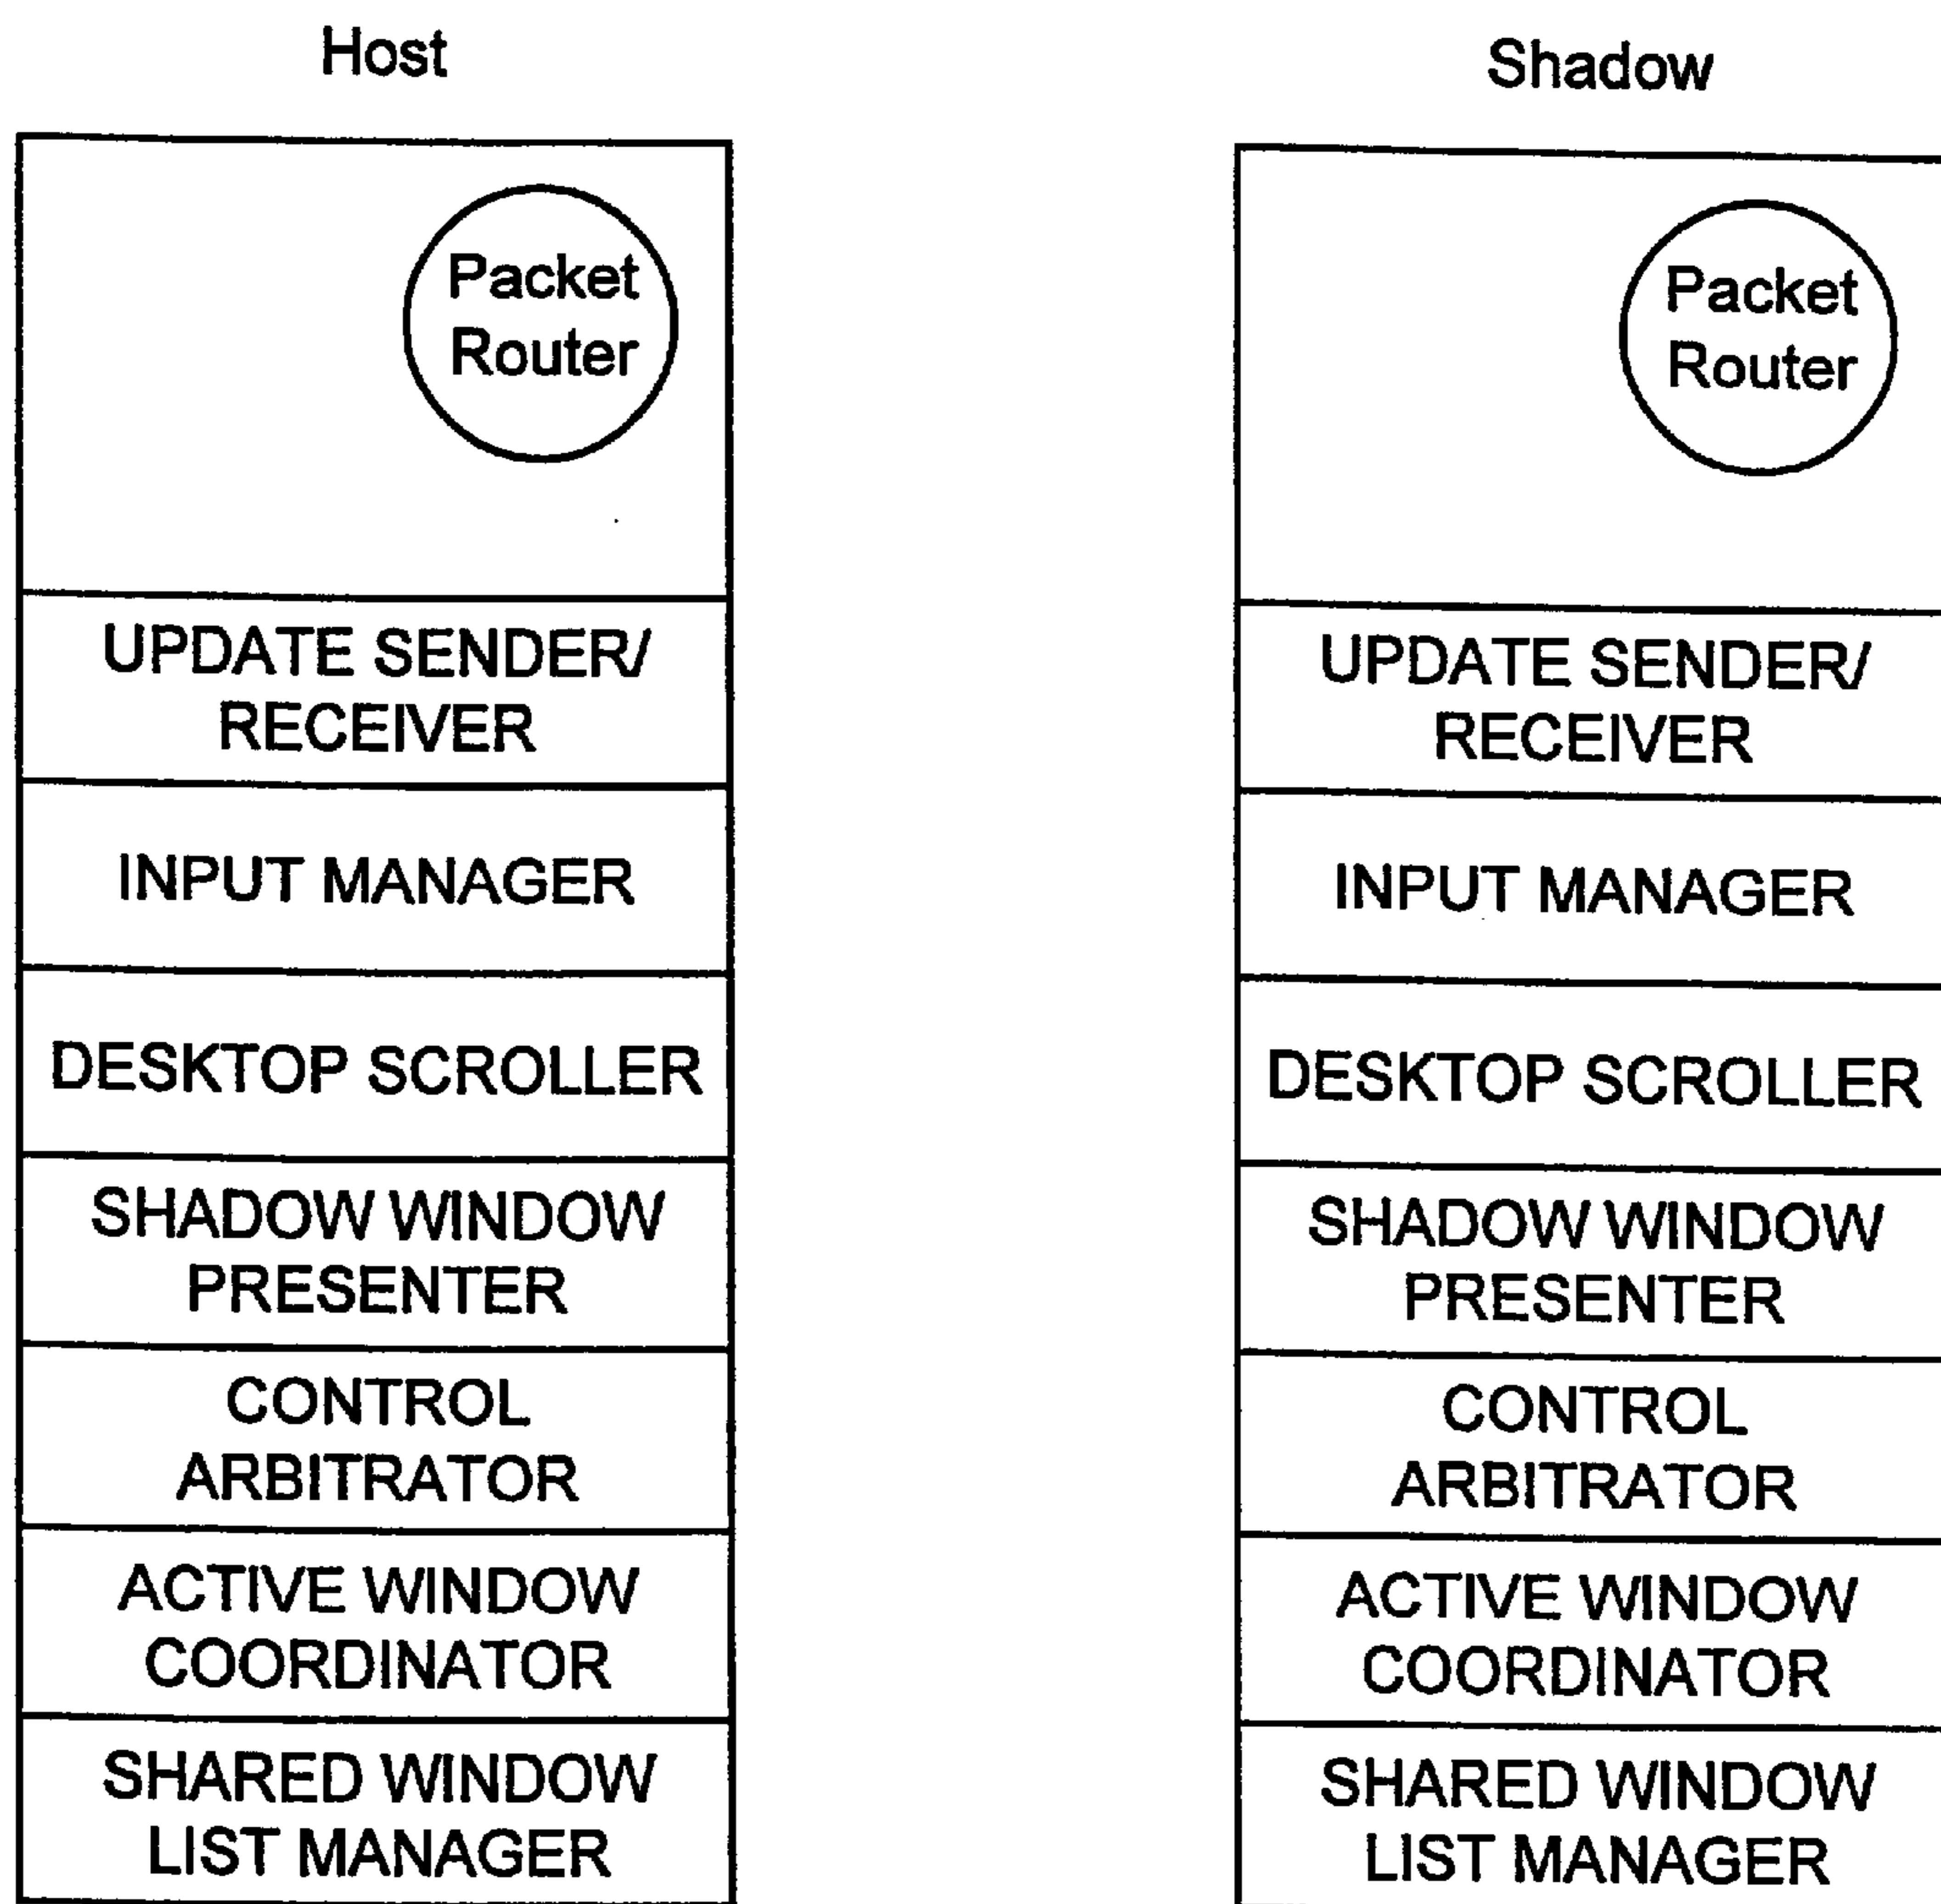 Host
Packet
Router
UPDATE SENDER/
RECEIVER
INPUT MANAGER
DESKTOP SCROLLER
SHADOW WINDOW
PRESENTER
CONTROL
ARBITRATOR
ACTIVE WINDOW
COORDINATOR
SHARED WINDOW
LIST MANAGER
Shadow
Packet
Router
UPDATE SENDER/
RECEIVER
INPUT MANAGER
DESKTOP SCROLLER
SHADOW WINDOW
PRESENTER
CONTROL
ARBITRATOR
ACTIVE WINDOW
COORDINATOR
SHARED WINDOW
LIST MANAGER